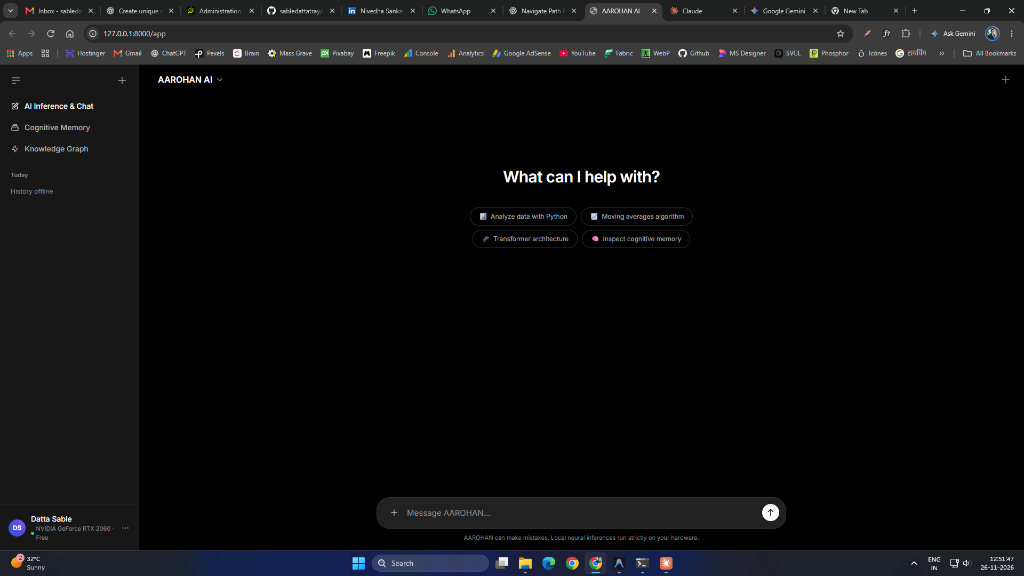 Inbox - sabled
Create unique
Administration
sabledattatray
Nivedha Sanka
WhatsApp
Navigate Path
AAROHAN AI
Claude
Google Gemini
New Tab
127.0.0.1:8000/app
Ask Gemini
Apps
Hostinger
Gmail
ChatGPT
Pexels
Brain
Mass Grave
Pixabay
Freepik
Console
Analytics
Google AdSense
YouTube
Fabric
WebP
Github
MS Designer
SVGL
Phosphor
Icônes
All Bookmarks
AAROHAN AI
AI Inference & Chat
Cognitive Memory
Knowledge Graph
Today
History offline
What can I help with?
Analyze data with Python
Moving averages algorithm
Transformer architecture
Inspect cognitive memory
Message AAROHAN...
AAROHAN can make mistakes. Local neural inferences run strictly on your hardware.
DS
Datta Sable
NVIDIA GeForce RTX 2060 ·
Free
32°C
Sunny
Search
ENG
IN
12:51:47
26-11-2026